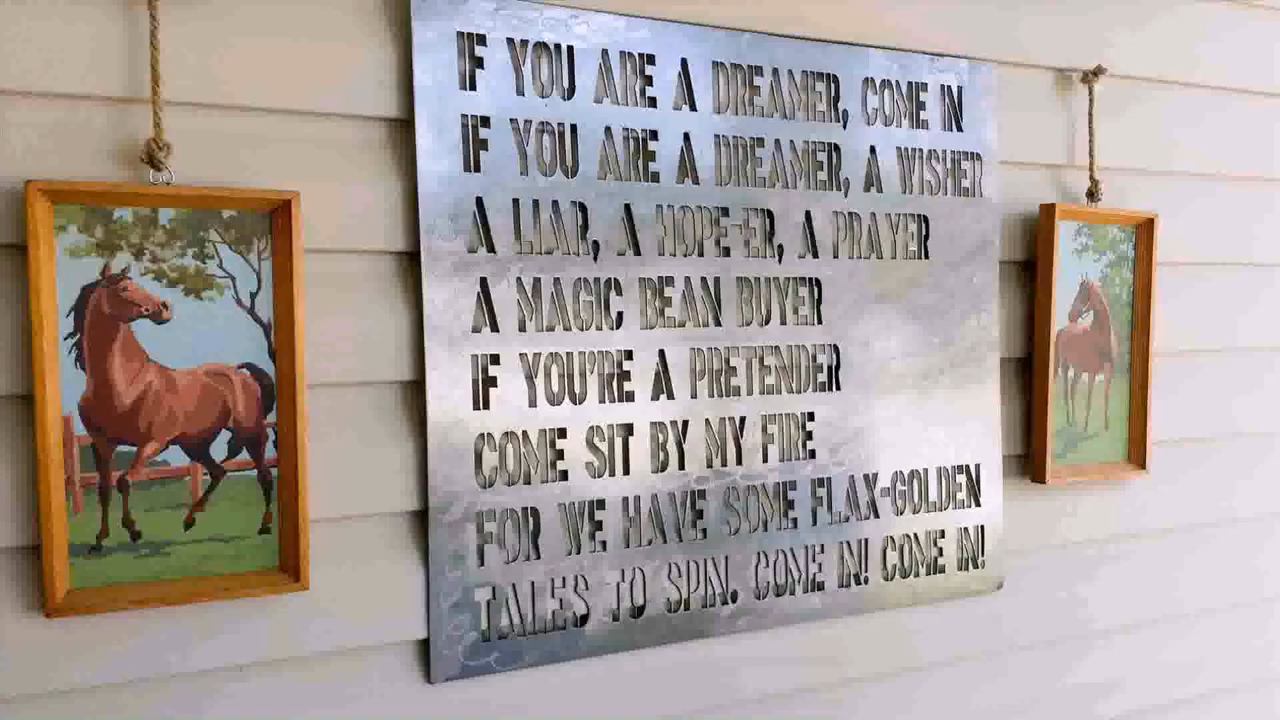 IF YOU ARE A DREAMER, COME IN
IF YOU ARE A DREAMER, A WISHER
A LIAR, A HOPE-ER, A PRAYER
A MAGIC BEAN BUYER
IF YOU'RE A PRETENDER
COME SIT BY MY FIRE
FOR WE HAVE SOME FLAX-GOLDEN
TALES TO SPIN. COME IN! COME IN!